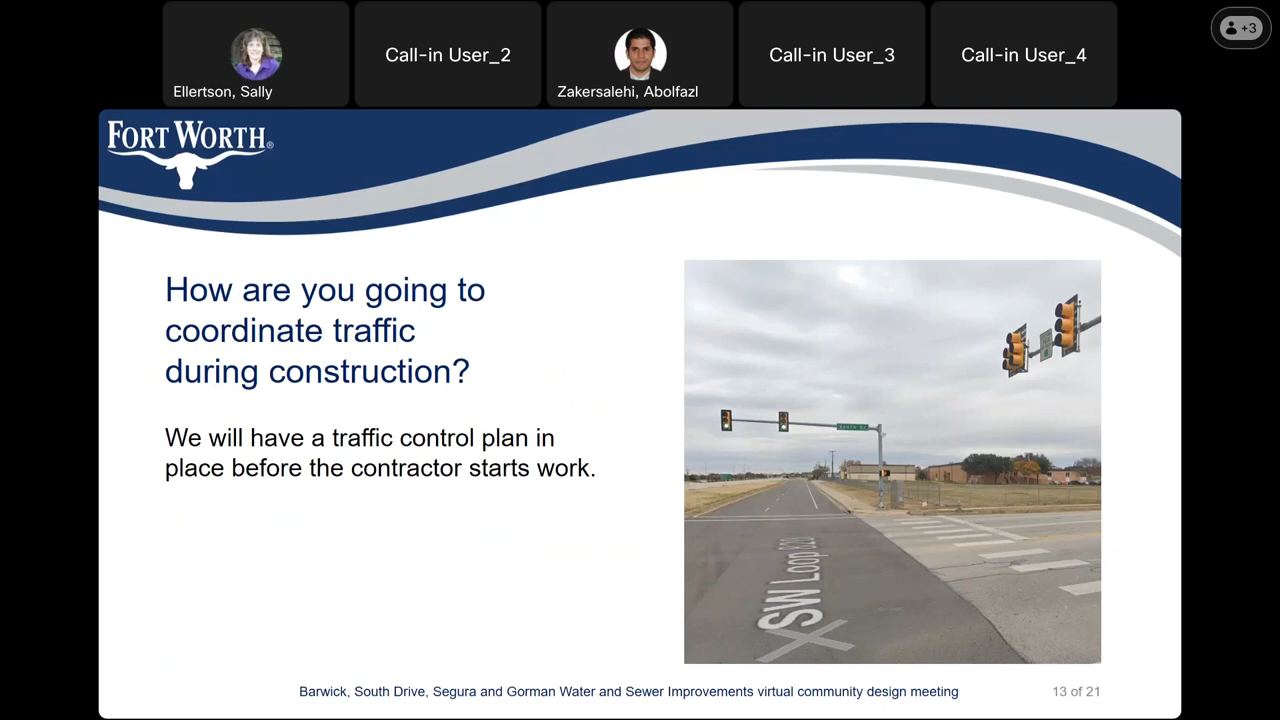 Ellertson, Sally
Call-in User_2
Zakersalehi, Abolfazl
Call-in User_3
Call-in User_4
+3
FORT WORTH®
How are you going to
coordinate traffic
during construction?
We will have a traffic control plan in
place before the contractor starts work.
SW Loop 820
Barwick, South Drive, Segura and Gorman Water and Sewer Improvements virtual community design meeting
13 of 21